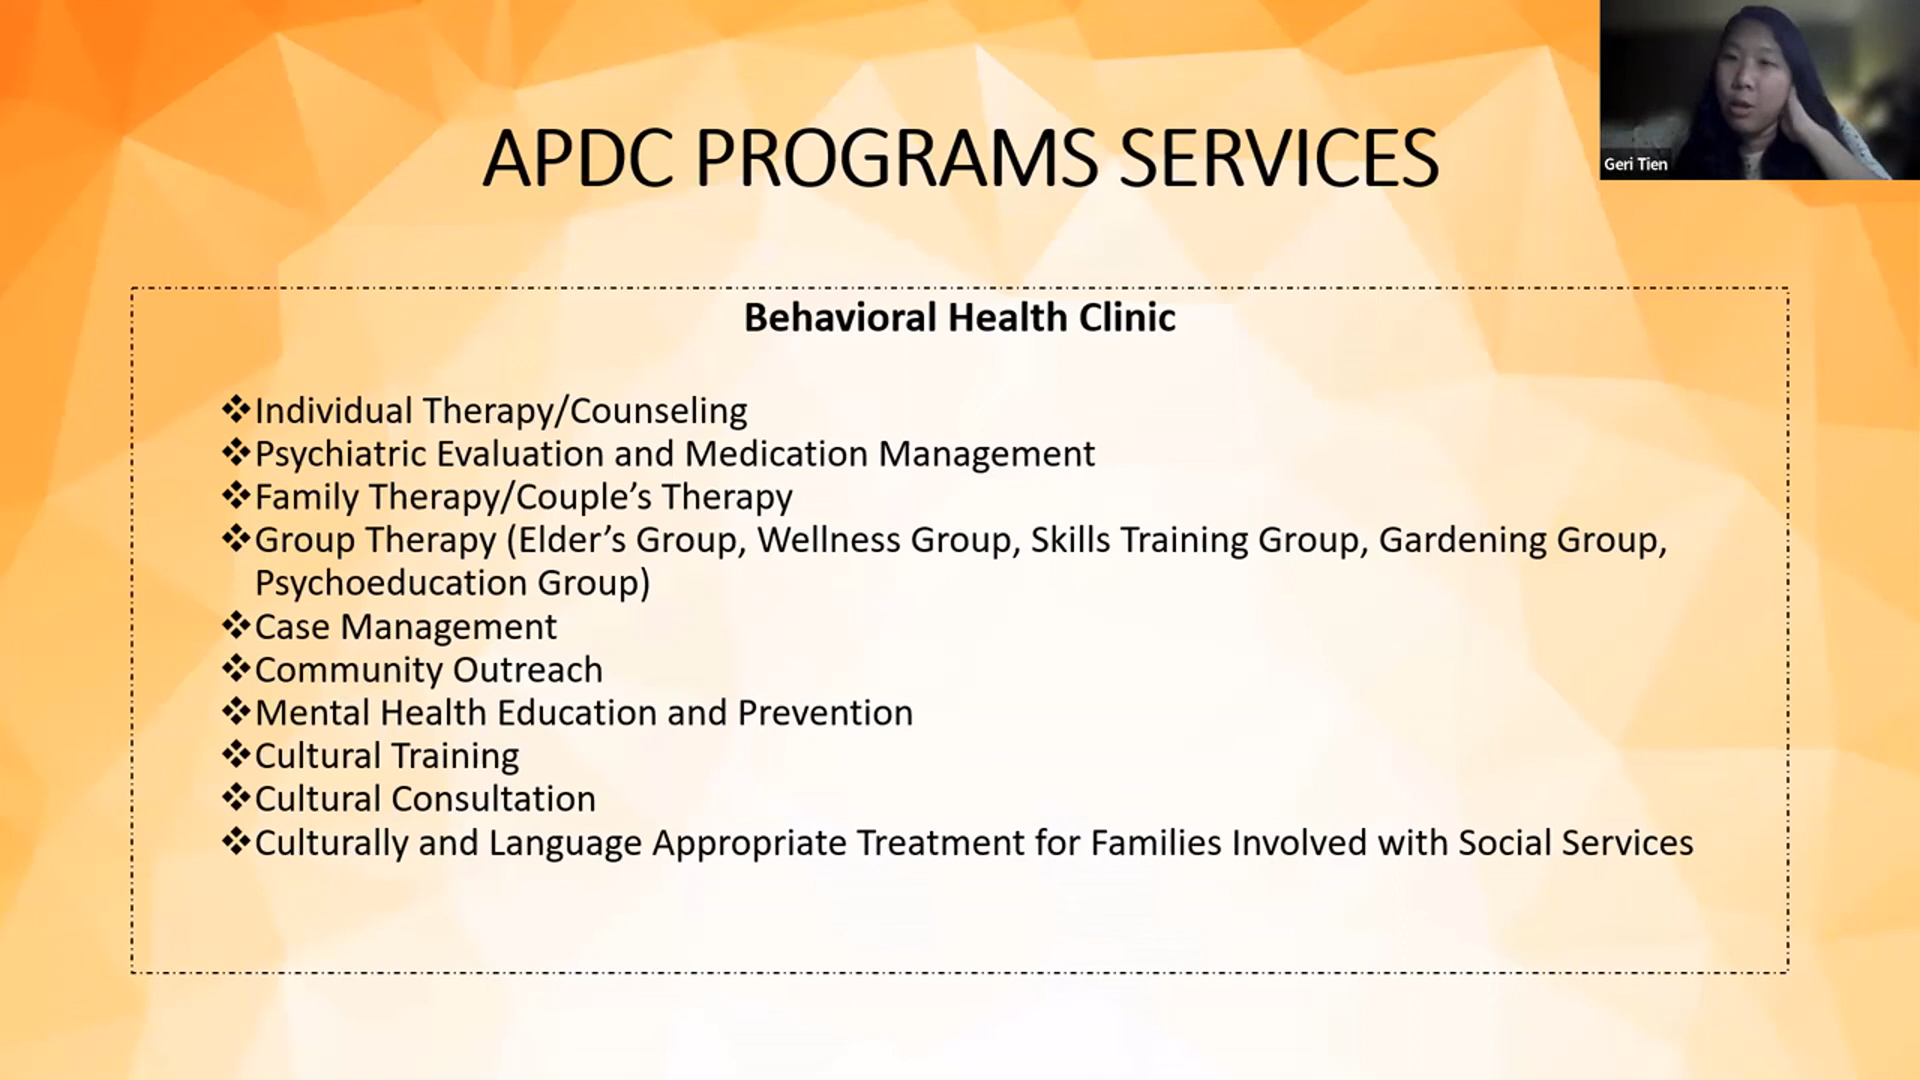 APDC PROGRAMS SERVICES
Geri Tien
Behavioral Health Clinic
❖Individual Therapy/Counseling
❖Psychiatric Evaluation and Medication Management
❖Family Therapy/Couple’s Therapy
❖Group Therapy (Elder’s Group, Wellness Group, Skills Training Group, Gardening Group,
Psychoeducation Group)
❖Case Management
❖Community Outreach
❖Mental Health Education and Prevention
❖Cultural Training
❖Cultural Consultation
❖Culturally and Language Appropriate Treatment for Families Involved with Social Services